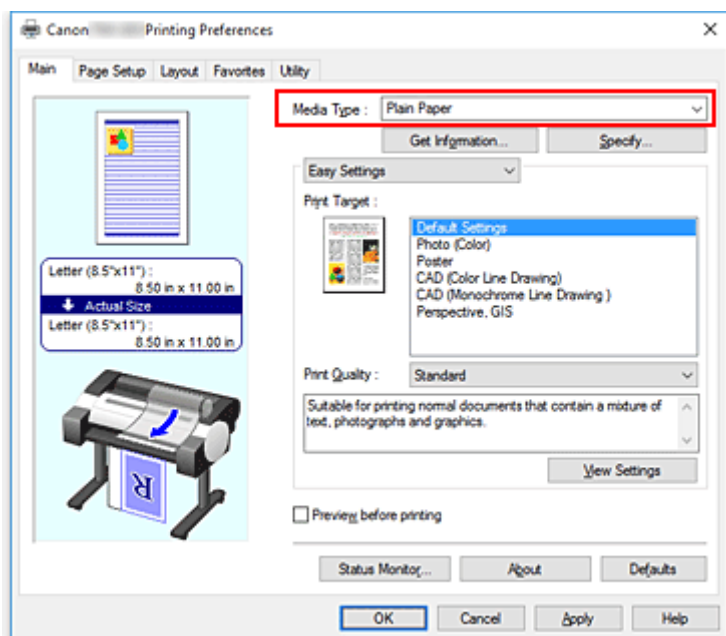 Canon Printing Preferences
Main Page Setup Layout Favorites Utility
Media Type : Plain Paper
Get Information... Specify...
Easy Settings
Print Target :
Default Settings
Photo (Color)
Poster
CAD (Color Line Drawing)
CAD (Monochrome Line Drawing )
Perspective, GIS
Letter (8.5"x11") :
8.50 in x 11.00 in
Actual Size
Letter (8.5"x11") :
8.50 in x 11.00 in
R
Print Quality : Standard
Suitable for printing normal documents that contain a mixture of
text, photographs and graphics.
View Settings
Preview before printing
Status Monitor... About Defaults
OK Cancel Apply Help